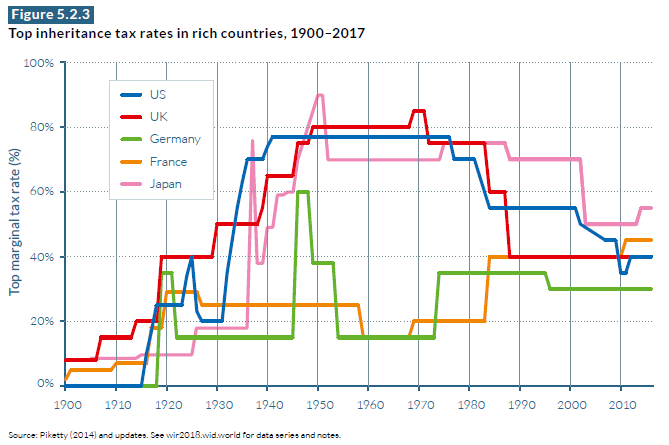 Figure 5.2.3
Top inheritance tax rates in rich countries, 1900–2017
100%
80%
60%
40%
20%
0%
Top marginal tax rate (%)
US
UK
Germany
France
Japan
1900 1910 1920 1930 1940 1950 1960 1970 1980 1990 2000 2010
Source: Piketty (2014) and updates. See wir2018.wid.world for data series and notes.